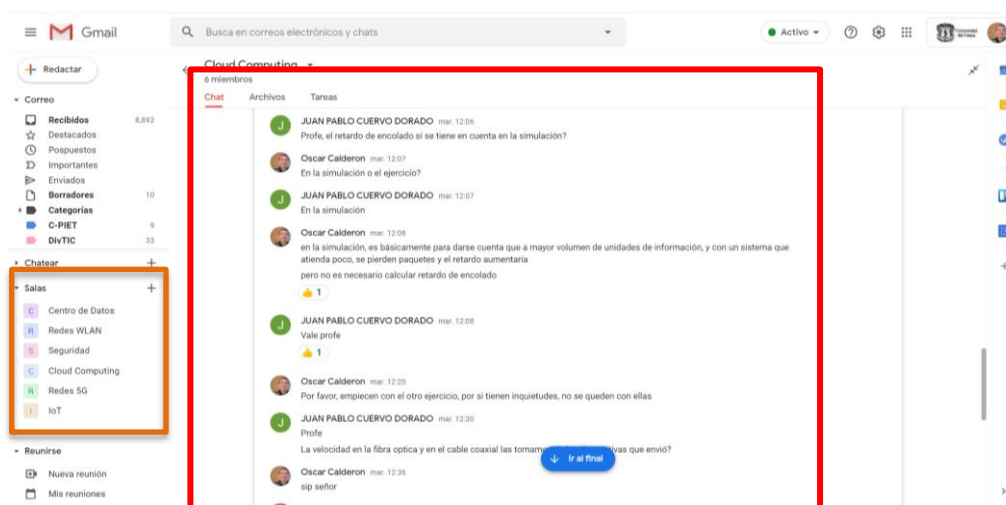 Gmail
Busca en correos electrónicos y chats
Activo
Redactar
Cloud Computing
6 miembros
Chat Archivos Tareas
Correo
Recibidos 8,892
Destacados
Pospuestos
Importantes
Enviados
Borradores 10
Categorías
C-PIET 9
DivTIC 33
Chatear
Salas
C Centro de Datos
R Redes WLAN
S Seguridad
C Cloud Computing
R Redes 5G
I IoT
Reunirse
Nueva reunión
Mis reuniones
J JUAN PABLO CUERVO DORADO mar. 12:06
Profe, el retardo de encolado sí se tiene en cuenta en la simulación?
Oscar Calderon mar. 12:07
En la simulación o el ejercicio?
J JUAN PABLO CUERVO DORADO mar. 12:07
En la simulación
Oscar Calderon mar. 12:08
en la simulación, es básicamente para darse cuenta que a mayor volumen de unidades de información, y con un sistema que
atienda poco, se pierden paquetes y el retardo aumentaria
pero no es necesario calcular retardo de encolado
1
J JUAN PABLO CUERVO DORADO mar. 12:08
Vale profe
1
Oscar Calderon mar. 12:20
Por favor, empiecen con el otro ejercicio, por si tienen inquietudes, no se queden con ellas
J JUAN PABLO CUERVO DORADO mar. 12:30
Profe
La velocidad en la fibra optica y en el cable coaxial las tomamos que envió?
Ir al final
Oscar Calderon mar. 12:36
sip señor